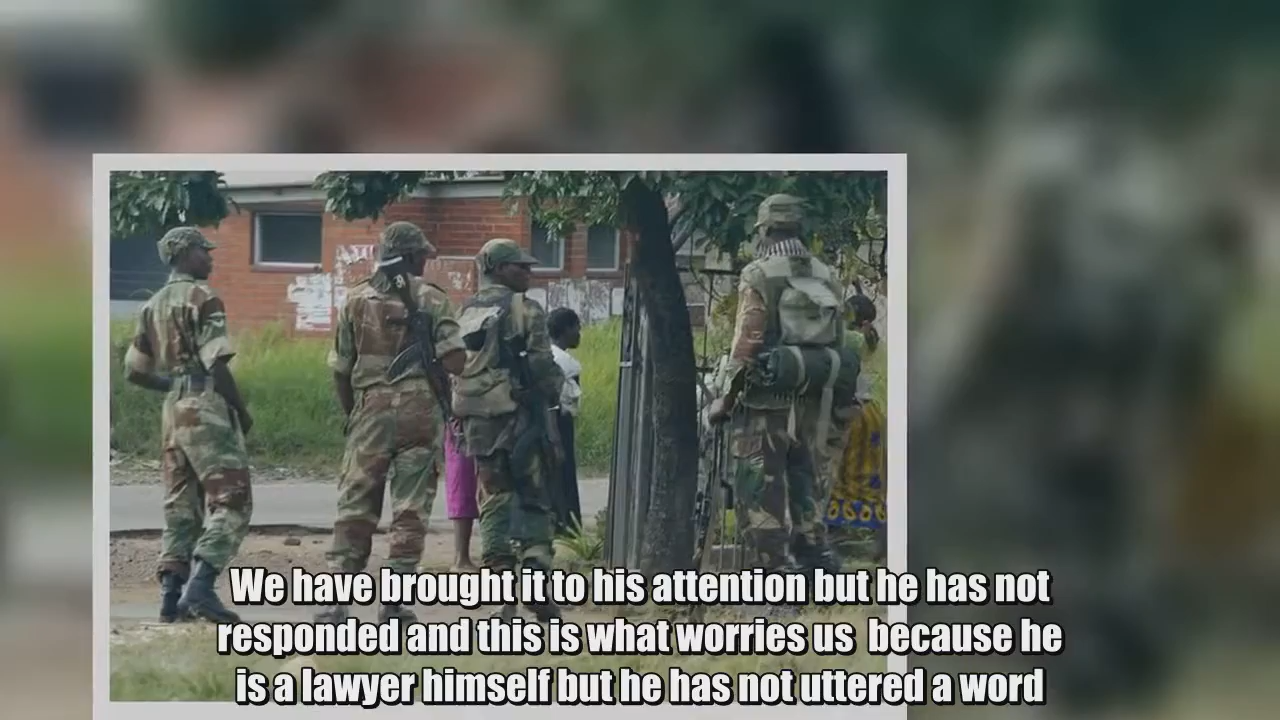 We have brought it to his attention but he has not
responded and this is what worries us  because he
is a lawyer himself but he has not uttered a word